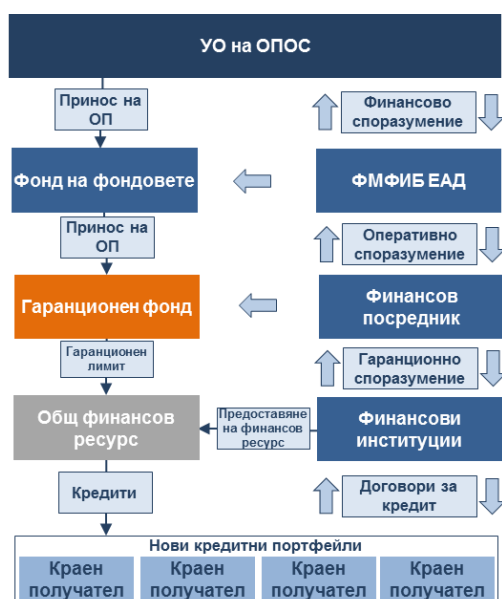 УО на ОПОС
Принос на
ОП
Финансово
споразумение
Фонд на фондовете
ФМФИБ ЕАД
Принос на
ОП
Оперативно
споразумение
Гаранционен фонд
Финансов
посредник
Гаранционен
лимит
Гаранционно
споразумение
Общ финансов
ресурс
Предоставяне
на финансов
ресурс
Финансови
институции
Кредити
Договори за
кредит
Нови кредитни портфейли
Краен
получател
Краен
получател
Краен
получател
Краен
получател